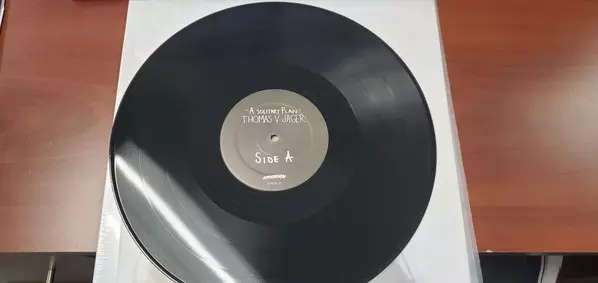 "A SOLITARY PLAN"
THOMAS V JÄGER
SIDE A